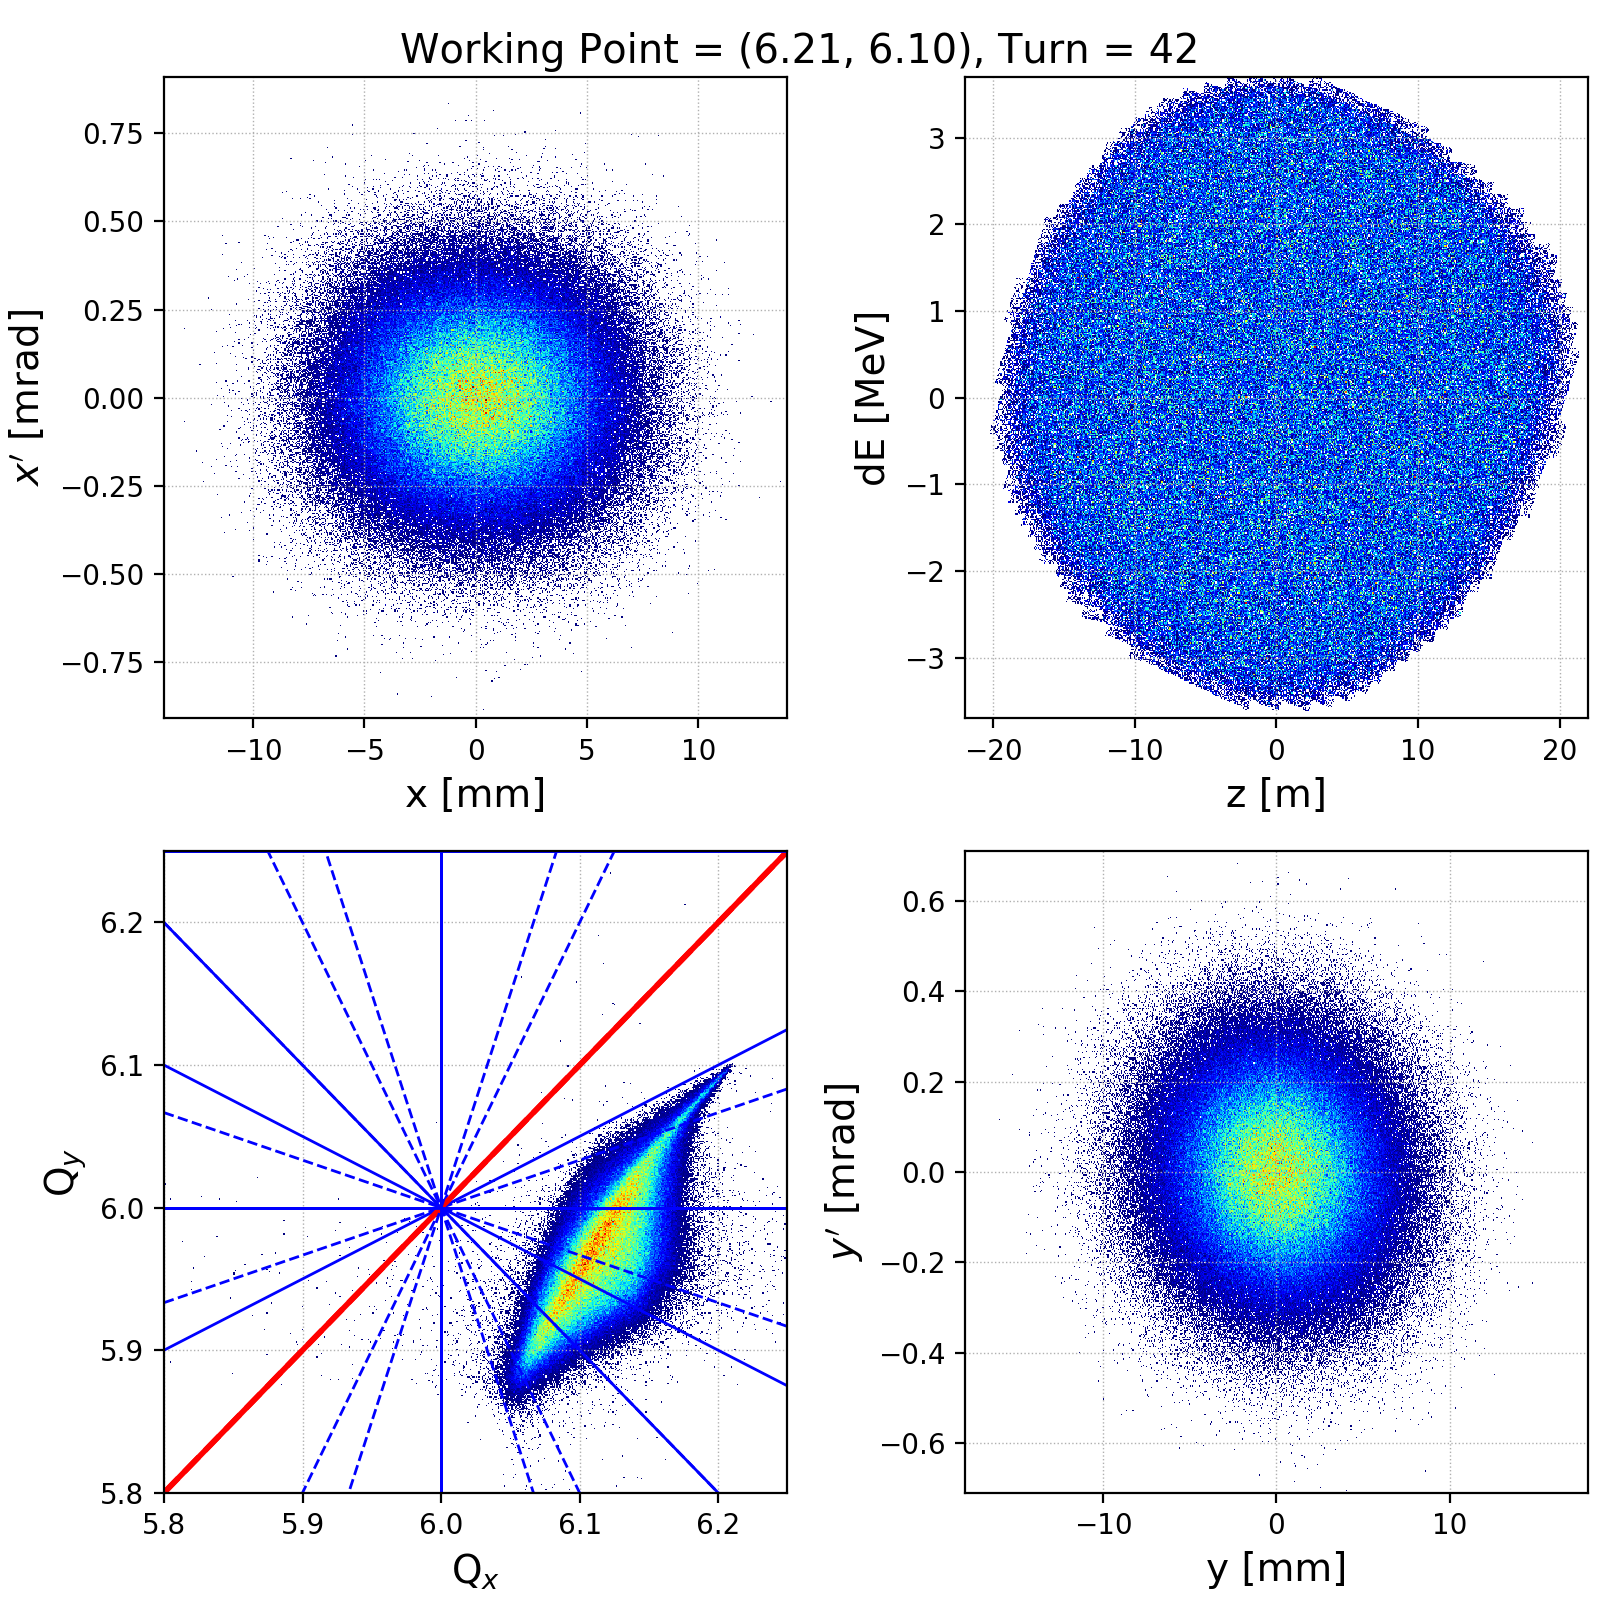 Working Point = (6.21, 6.10), Turn = 42
0.75
0.50
0.25
0.00
−0.25
−0.50
−0.75
x′ [mrad]
−10 −5 0 5 10
x [mm]
3
2
1
0
−1
−2
−3
dE [MeV]
−20 −10 0 10 20
z [m]
6.2
6.1
6.0
5.9
5.8
Qy
5.8 5.9 6.0 6.1 6.2
Qx
0.6
0.4
0.2
0.0
−0.2
−0.4
−0.6
y′ [mrad]
−10 0 10
y [mm]